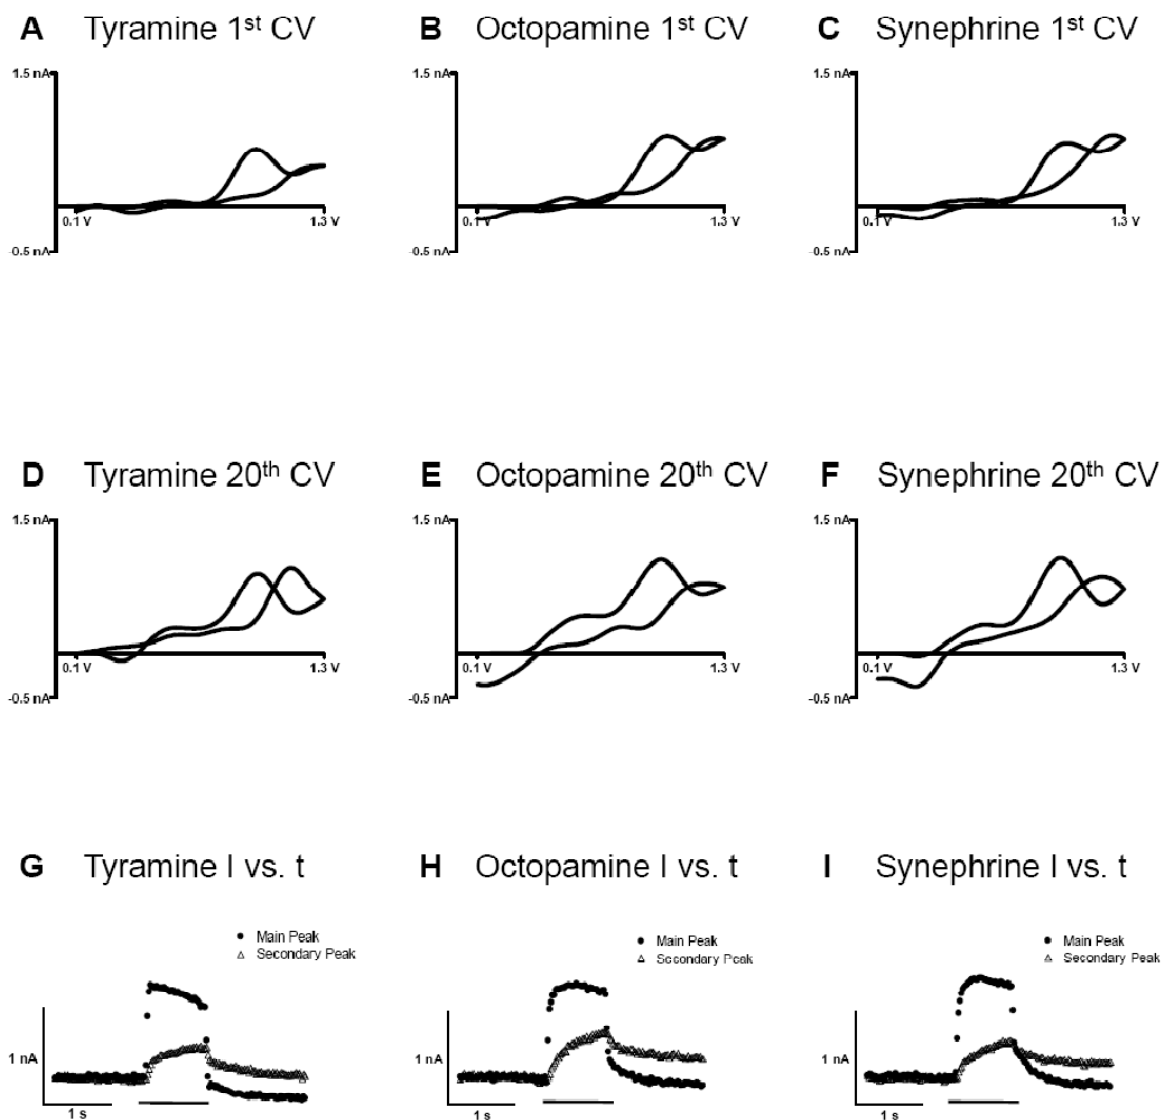 A Tyramine 1st CV
B Octopamine 1st CV
C Synephrine 1st CV
1.5 nA
1.5 nA
1.5 nA
0.1 V
1.3 V
0.1 V
1.3 V
0.1 V
1.3 V
-0.5 nA
-0.5 nA
-0.5 nA
D Tyramine 20th CV
E Octopamine 20th CV
F Synephrine 20th CV
1.5 nA
1.5 nA
1.5 nA
0.1 V
1.3 V
0.1 V
1.3 V
0.1 V
1.3 V
-0.5 nA
-0.5 nA
-0.5 nA
G Tyramine I vs. t
H Octopamine I vs. t
I Synephrine I vs. t
Main Peak
Secondary Peak
Main Peak
Secondary Peak
Main Peak
Secondary Peak
1 nA
1 nA
1 nA
1 s
1 s
1 s